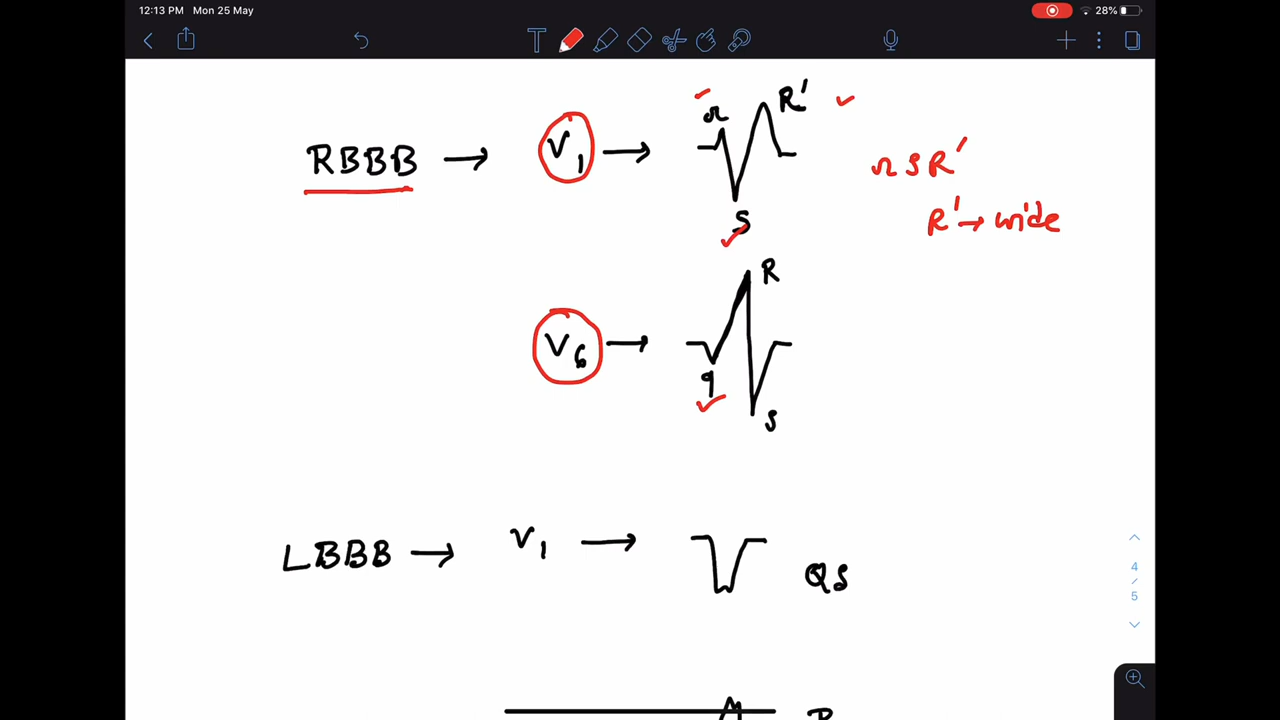 12:13 PM Mon 25 May
28%
T
RBBB → V1 → r S R'
rSR'
R' → wide
V6 → q R S
LBBB → V1 → QS
4
/
5